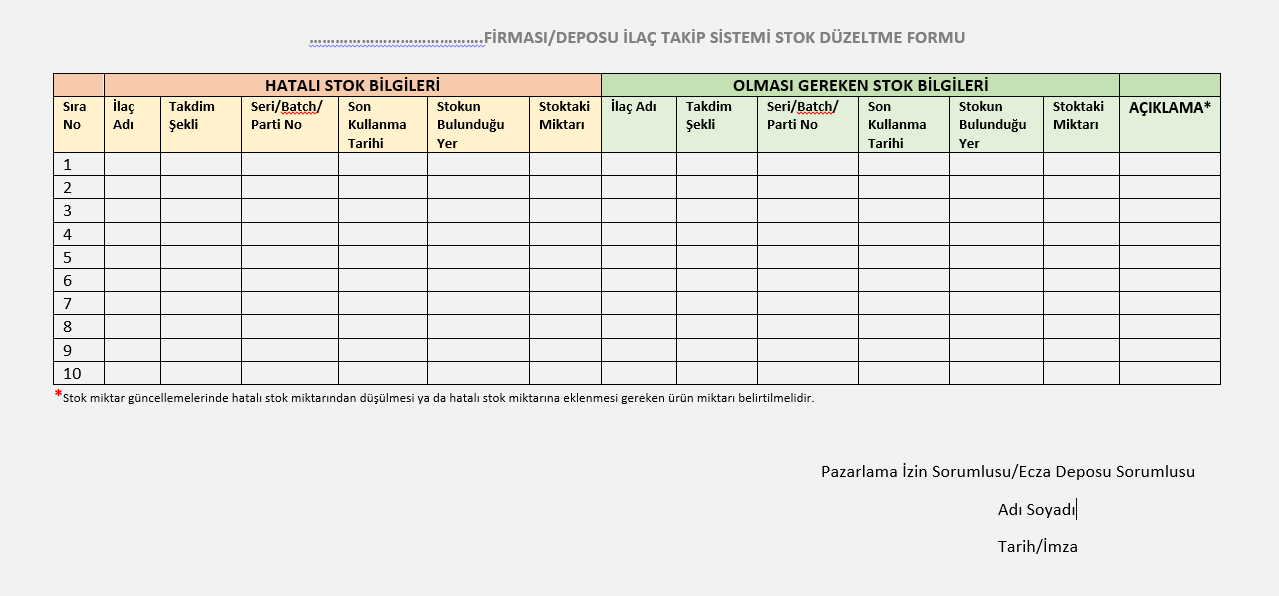 ……………………………………FİRMASI/DEPOSU İLAÇ TAKİP SİSTEMİ STOK DÜZELTME FORMU
HATALI STOK BİLGİLERİ OLMASI GEREKEN STOK BİLGİLERİ
Sıra No İlaç Adı Takdim Şekli Seri/Batch/ Parti No Son Kullanma Tarihi Stokun Bulunduğu Yer Stoktaki Miktarı İlaç Adı Takdim Şekli Seri/Batch/ Parti No Son Kullanma Tarihi Stokun Bulunduğu Yer Stoktaki Miktarı AÇIKLAMA*
1
2
3
4
5
6
7
8
9
10
*Stok miktar güncellemelerinde hatalı stok miktarından düşülmesi ya da hatalı stok miktarına eklenmesi gereken ürün miktarı belirtilmelidir.
Pazarlama İzin Sorumlusu/Ecza Deposu Sorumlusu
Adı Soyadı
Tarih/İmza